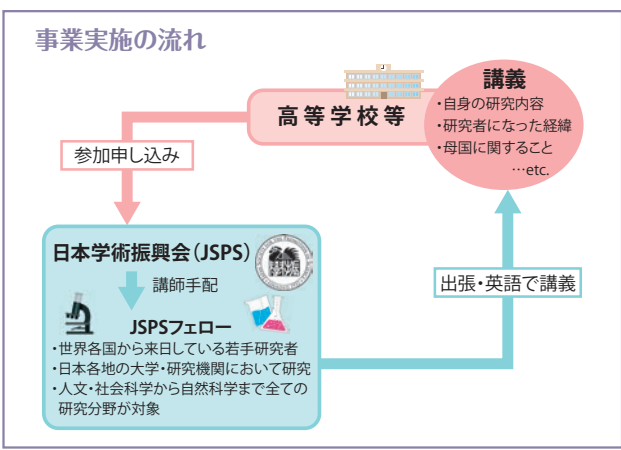 事業実施の流れ
高等学校等
講義
・自身の研究内容
・研究者になった経緯
・母国に関すること
…etc.
参加申し込み
日本学術振興会（JSPS）
講師手配
JSPSフェロー
・世界各国から来日している若手研究者
・日本各地の大学・研究機関において研究
・人文・社会科学から自然科学まで全ての
研究分野が対象
出張・英語で講義